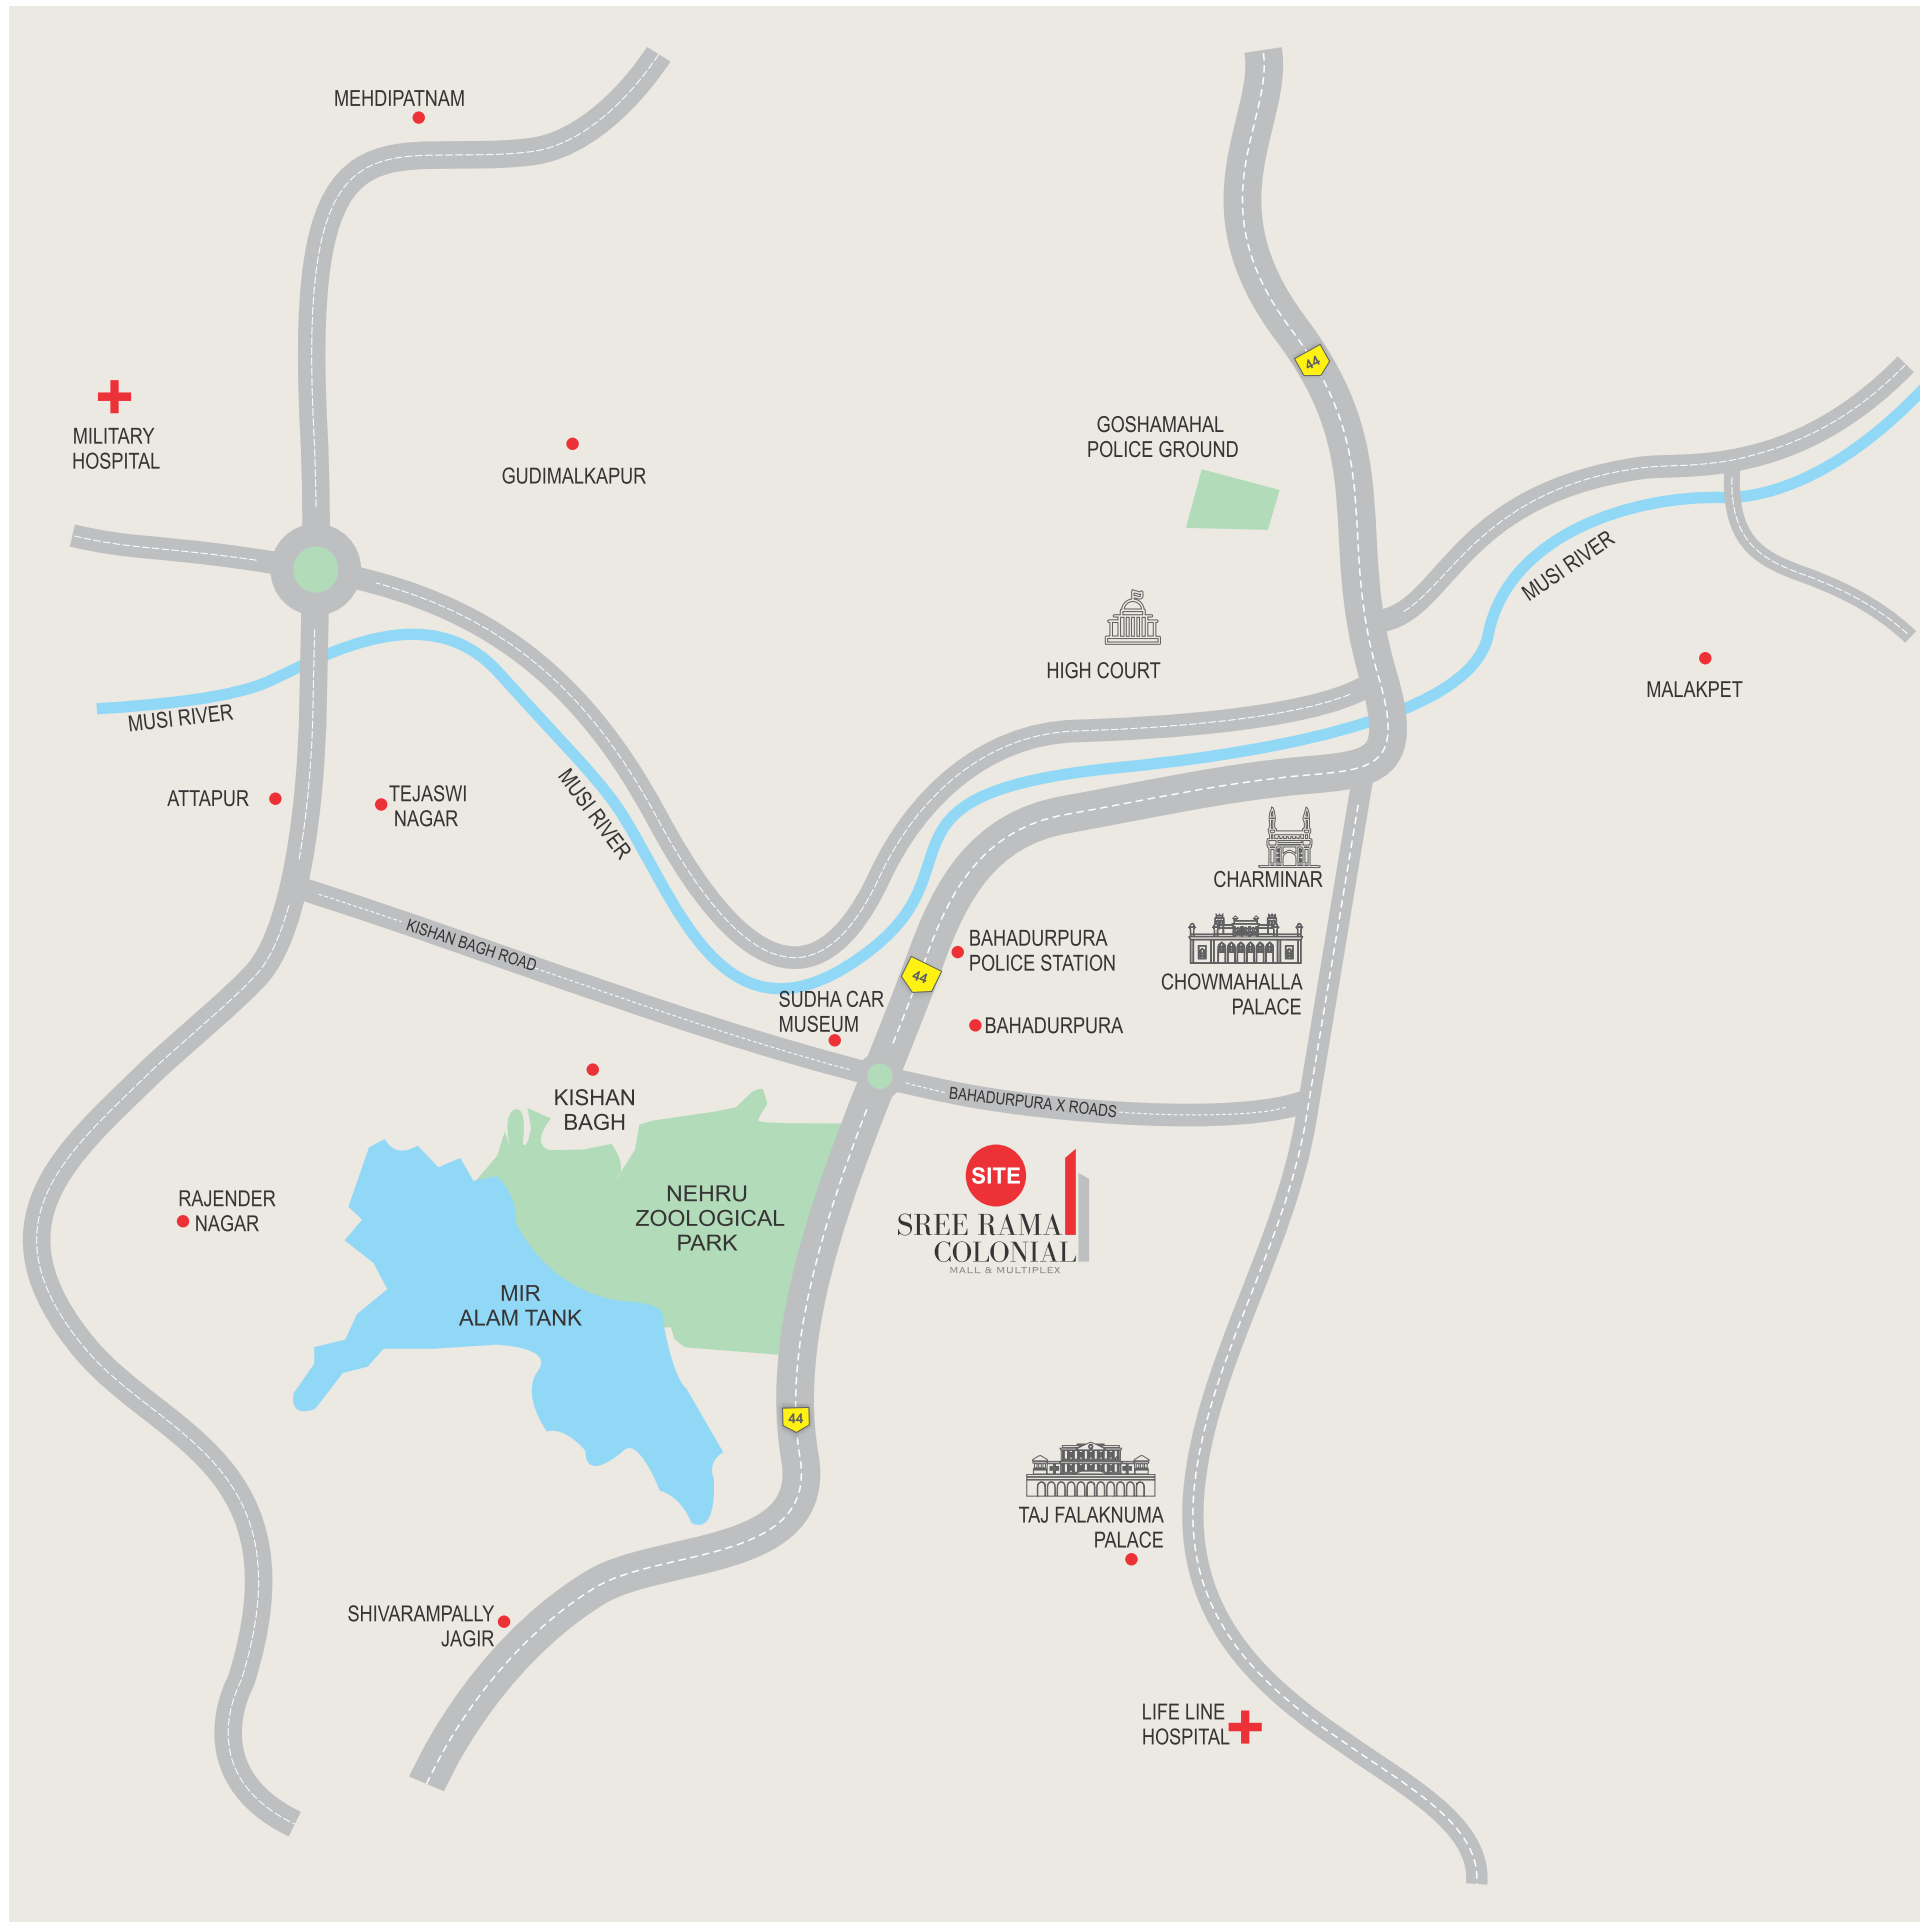 MEHDIPATNAM
44
MILITARY
HOSPITAL
GUDIMALKAPUR
GOSHAMAHAL
POLICE GROUND
MUSI RIVER
HIGH COURT
MALAKPET
MUSI RIVER
ATTAPUR
TEJASWI
NAGAR
MUSI RIVER
CHARMINAR
KISHAN BAGH ROAD
BAHADURPURA
POLICE STATION
44
CHOWMAHALLA
PALACE
SUDHA CAR
MUSEUM
BAHADURPURA
KISHAN
BAGH
BAHADURPURA X ROADS
SITE
SREE RAMA
COLONIAL
MALL & MULTIPLEX
RAJENDER
NAGAR
NEHRU
ZOOLOGICAL
PARK
MIR
ALAM TANK
44
TAJ FALAKNUMA
PALACE
SHIVARAMPALLY
JAGIR
LIFE LINE
HOSPITAL